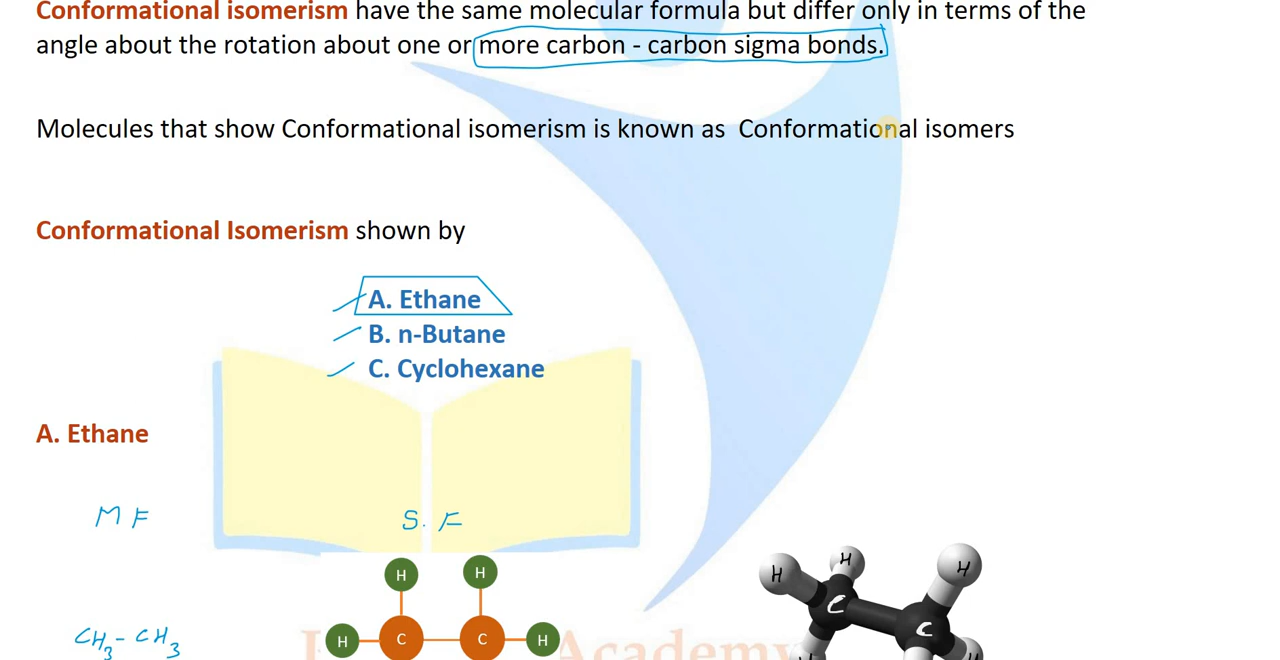 Conformational isomerism have the same molecular formula but differ only in terms of the
angle about the rotation about one or more carbon - carbon sigma bonds.
Molecules that show Conformational isomerism is known as Conformational isomers
Conformational Isomerism shown by
A. Ethane
B. n-Butane
C. Cyclohexane
A. Ethane
M F
S. F
H H
H C C H
CH3 - CH3
H H H
C C
Academy